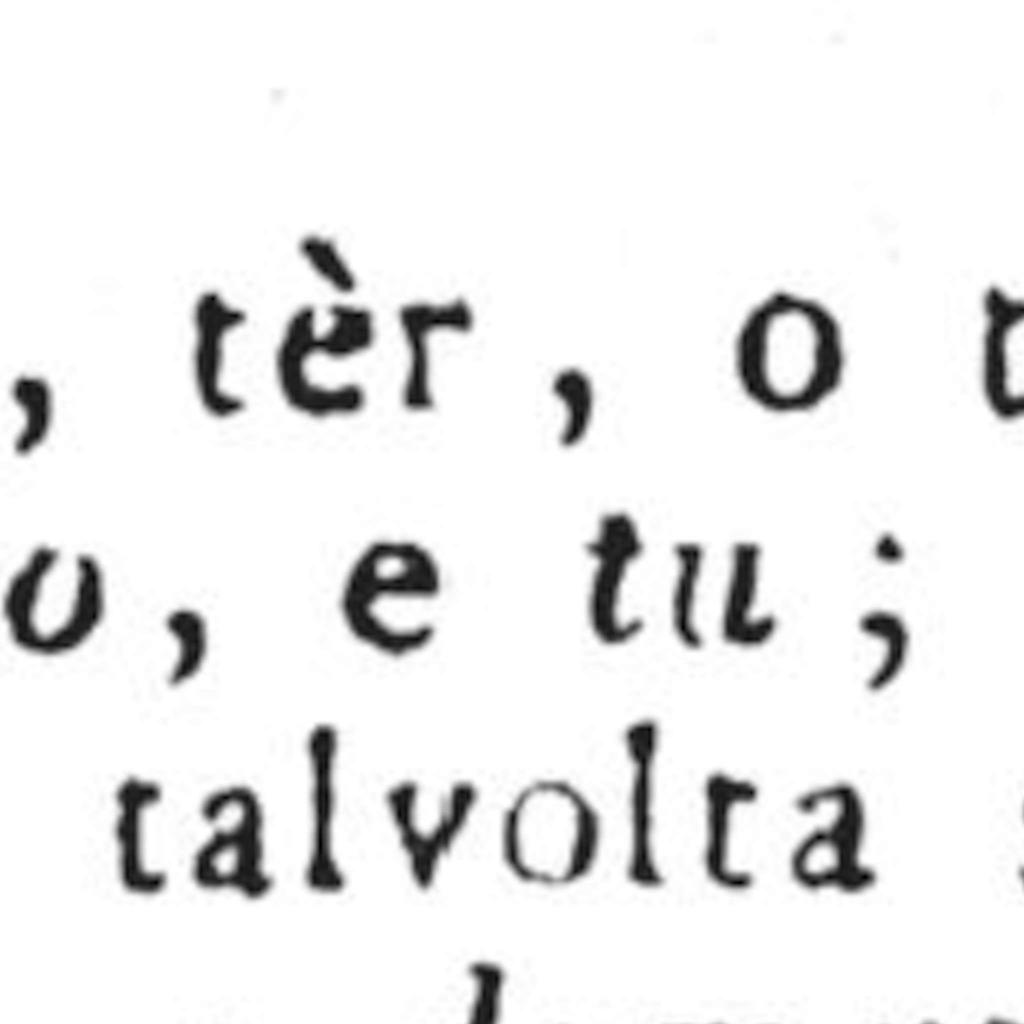 , tèr , o
, e tu ;
talvolta